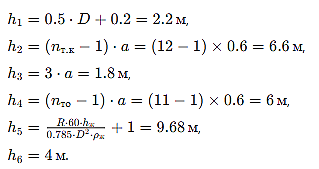 h₁ = 0.5 · D + 0.2 = 2.2 м,
h₂ = (nт.к − 1) · a = (12 − 1) × 0.6 = 6.6 м,
h₃ = 3 · a = 1.8 м,
h₄ = (nто − 1) · a = (11 − 1) × 0.6 = 6 м,
h₅ = R·60·hж / 0.785·D²·ρж + 1 = 9.68 м,
h₆ = 4 м.